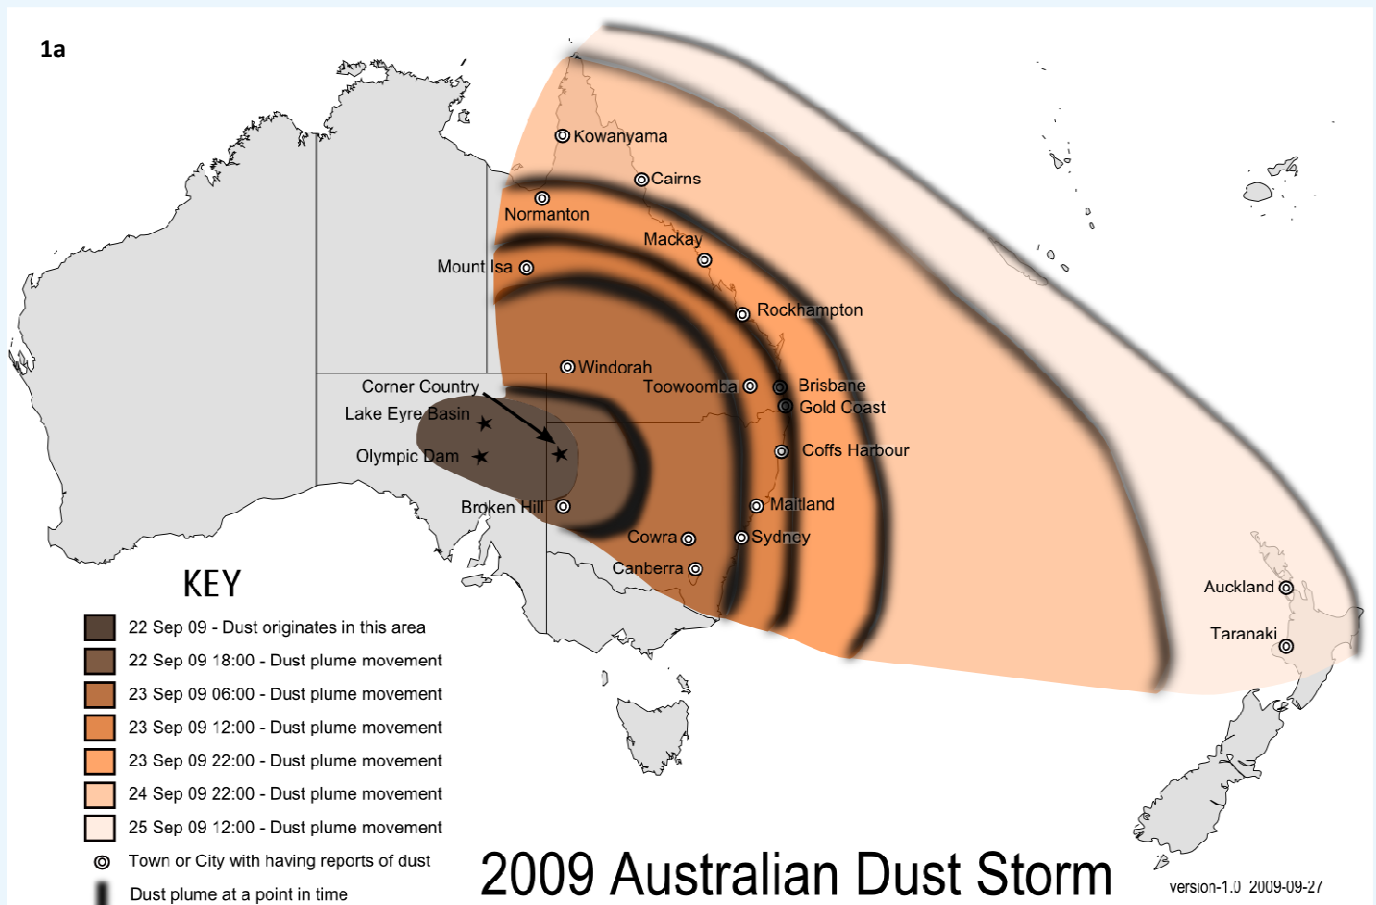 1a
Kowanyama
Cairns
Normanton
Mackay
Mount Isa
Rockhampton
Windorah
Corner Country
Toowoomba
Brisbane
Lake Eyre Basin
Gold Coast
Olympic Dam
Coffs Harbour
Broken Hill
Maitland
Cowra
Sydney
Canberra
Auckland
Taranaki
KEY
22 Sep 09 - Dust originates in this area
22 Sep 09 18:00 - Dust plume movement
23 Sep 09 06:00 - Dust plume movement
23 Sep 09 12:00 - Dust plume movement
23 Sep 09 22:00 - Dust plume movement
24 Sep 09 22:00 - Dust plume movement
25 Sep 09 12:00 - Dust plume movement
Town or City with having reports of dust
Dust plume at a point in time
2009 Australian Dust Storm
version-1.0 2009-09-27